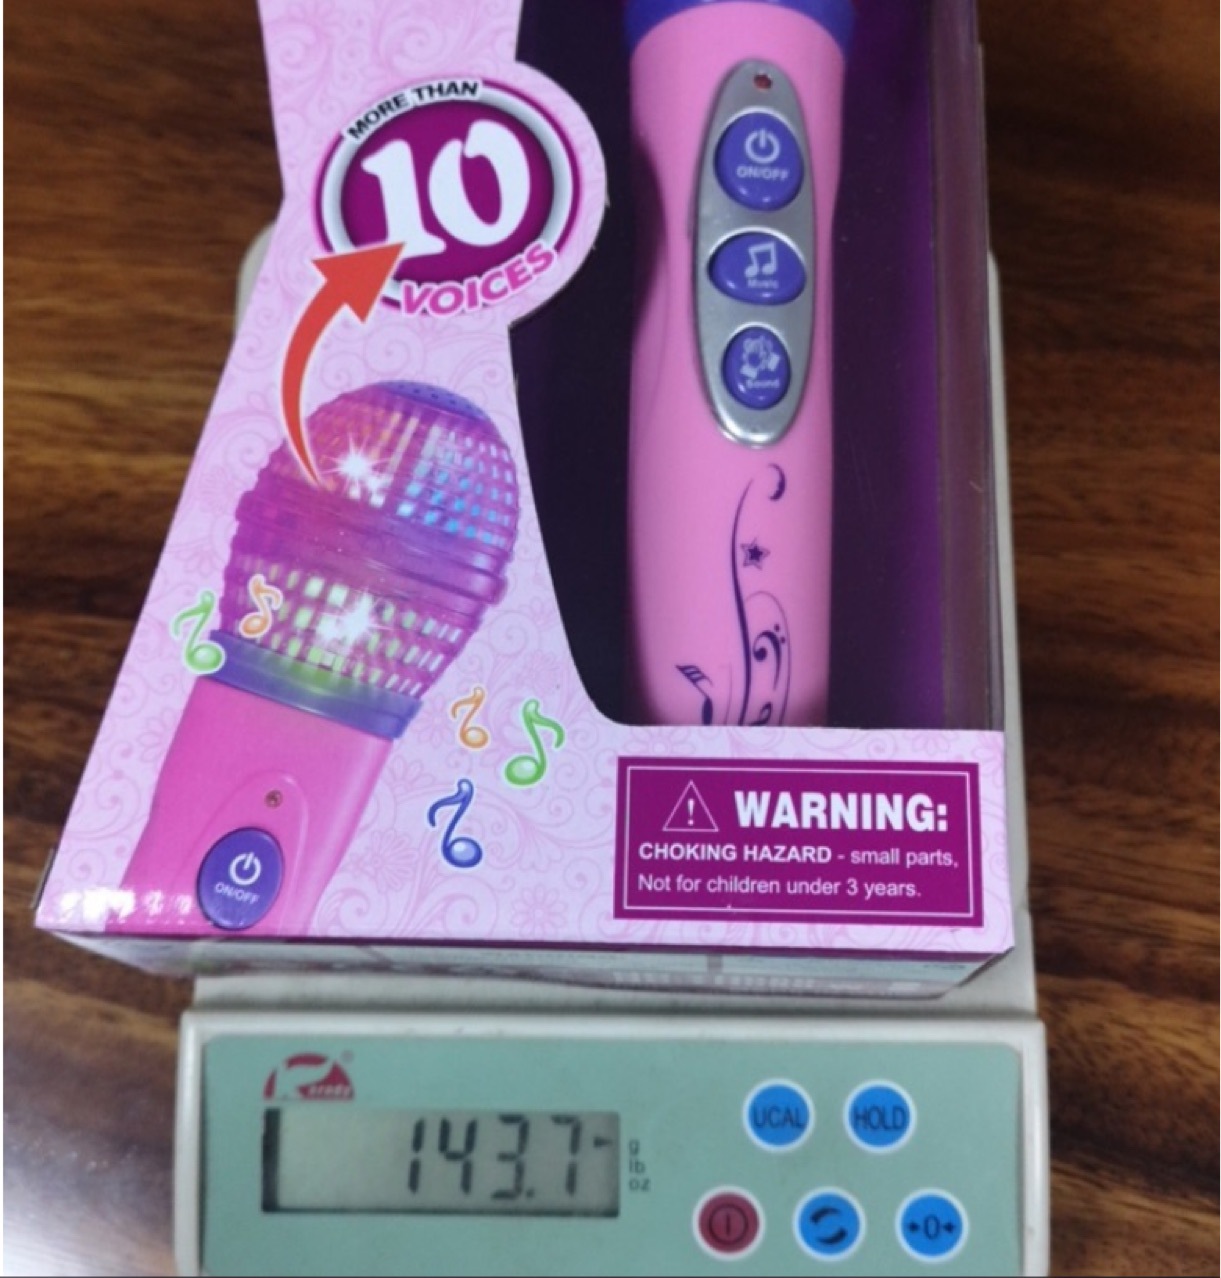 MORE THAN
10
VOICES
ON/OFF
Music
Sound
ON/OFF
WARNING:
CHOKING HAZARD - small parts,
Not for children under 3 years.
143.7
g
lb
oz
UCAL
HOLD
→0←